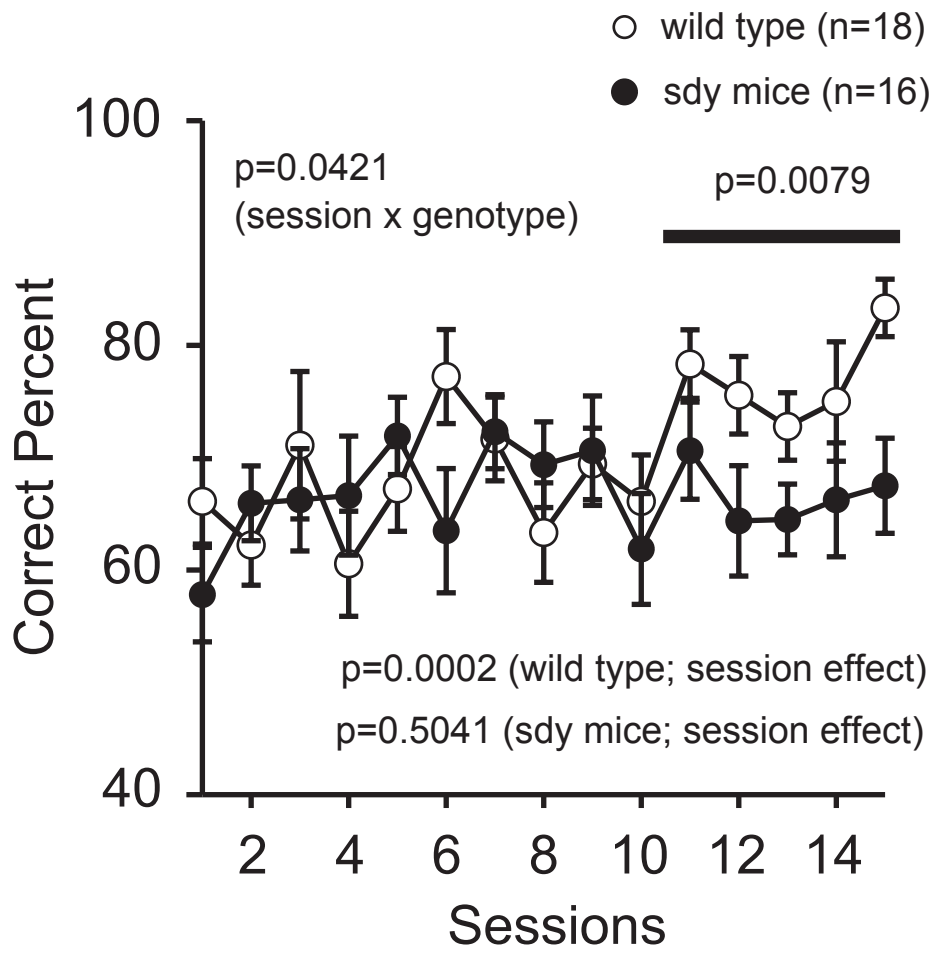 wild type (n=18)
sdy mice (n=16)
100
p=0.0421
(session x genotype)
p=0.0079
80
Correct Percent
60
p=0.0002 (wild type; session effect)
p=0.5041 (sdy mice; session effect)
40
2 4 6 8 10 12 14
Sessions